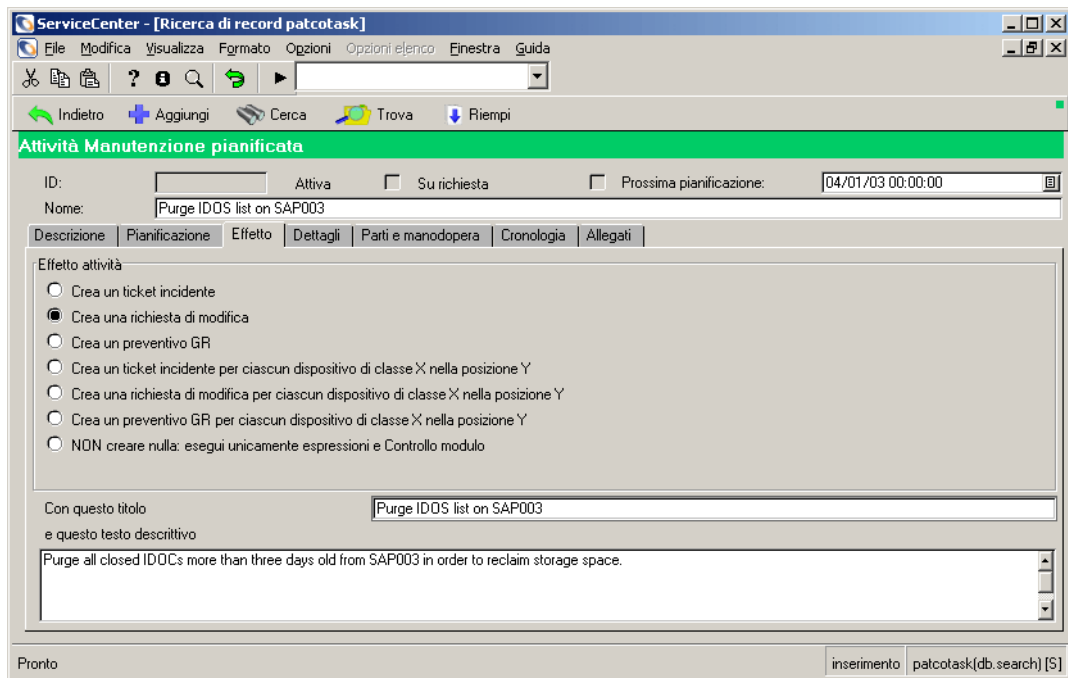 ServiceCenter - [Ricerca di record patcotask]
File Modifica Visualizza Formato Opzioni Opzioni elenco Finestra Guida
Indietro Aggiungi Cerca Trova Riempi
Attività Manutenzione pianificata
ID: Attiva Su richiesta Prossima pianificazione: 04/01/03 00:00:00
Nome: Purge IDOS list on SAP003
Descrizione Pianificazione Effetto Dettagli Parti e manodopera Cronologia Allegati
Effetto attività
Crea un ticket incidente
Crea una richiesta di modifica
Crea un preventivo GR
Crea un ticket incidente per ciascun dispositivo di classe X nella posizione Y
Crea una richiesta di modifica per ciascun dispositivo di classe X nella posizione Y
Crea un preventivo GR per ciascun dispositivo di classe X nella posizione Y
NON creare nulla: esegui unicamente espressioni e Controllo modulo
Con questo titolo Purge IDOS list on SAP003
e questo testo descrittivo
Purge all closed IDOCs more than three days old from SAP003 in order to reclaim storage space.
Pronto inserimento patcotask(db.search) [S]